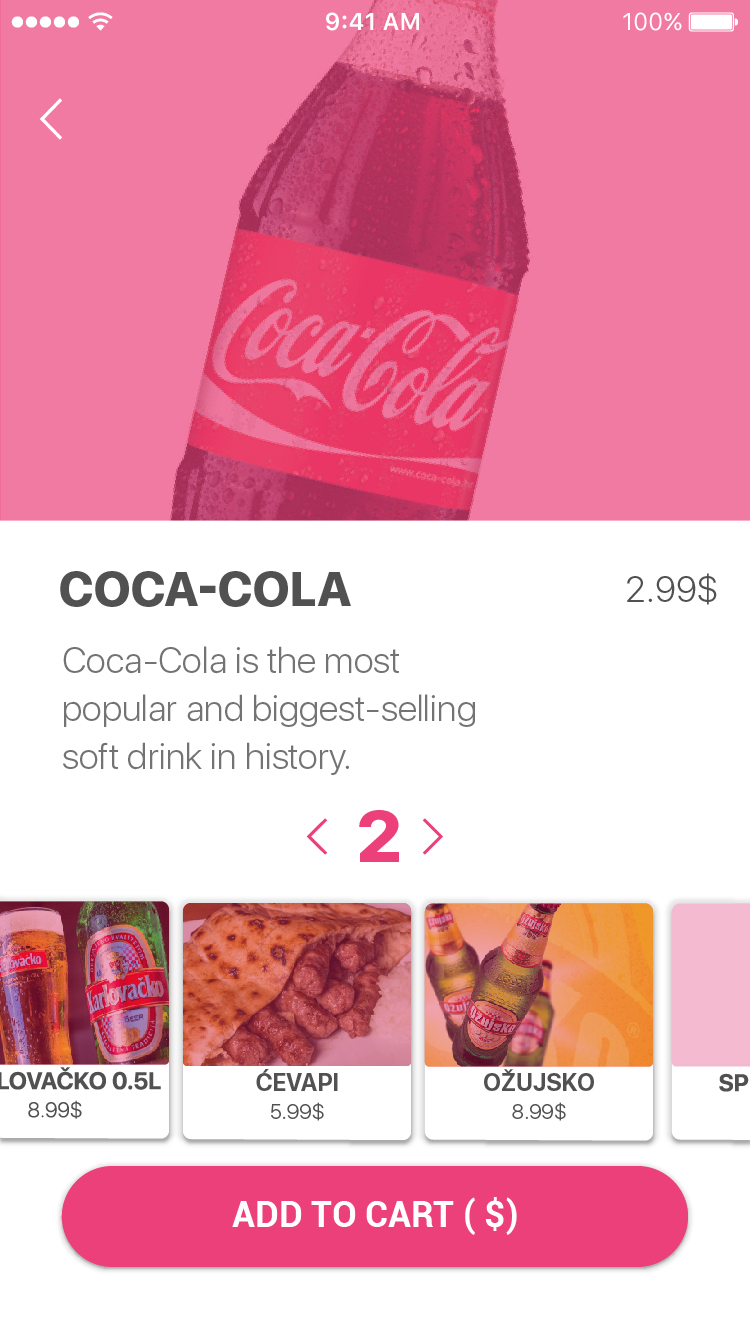 9:41 AM
100%
Coca-Cola
www.coca-cola.hr
COCA-COLA
2.99$
Coca-Cola is the most
popular and biggest-selling
soft drink in history.
2
Karlovačko
LOVAČKO 0.5L
8.99$
ĆEVAPI
5.99$
Ožujsko
OŽUJSKO
8.99$
SP
ADD TO CART ( $)